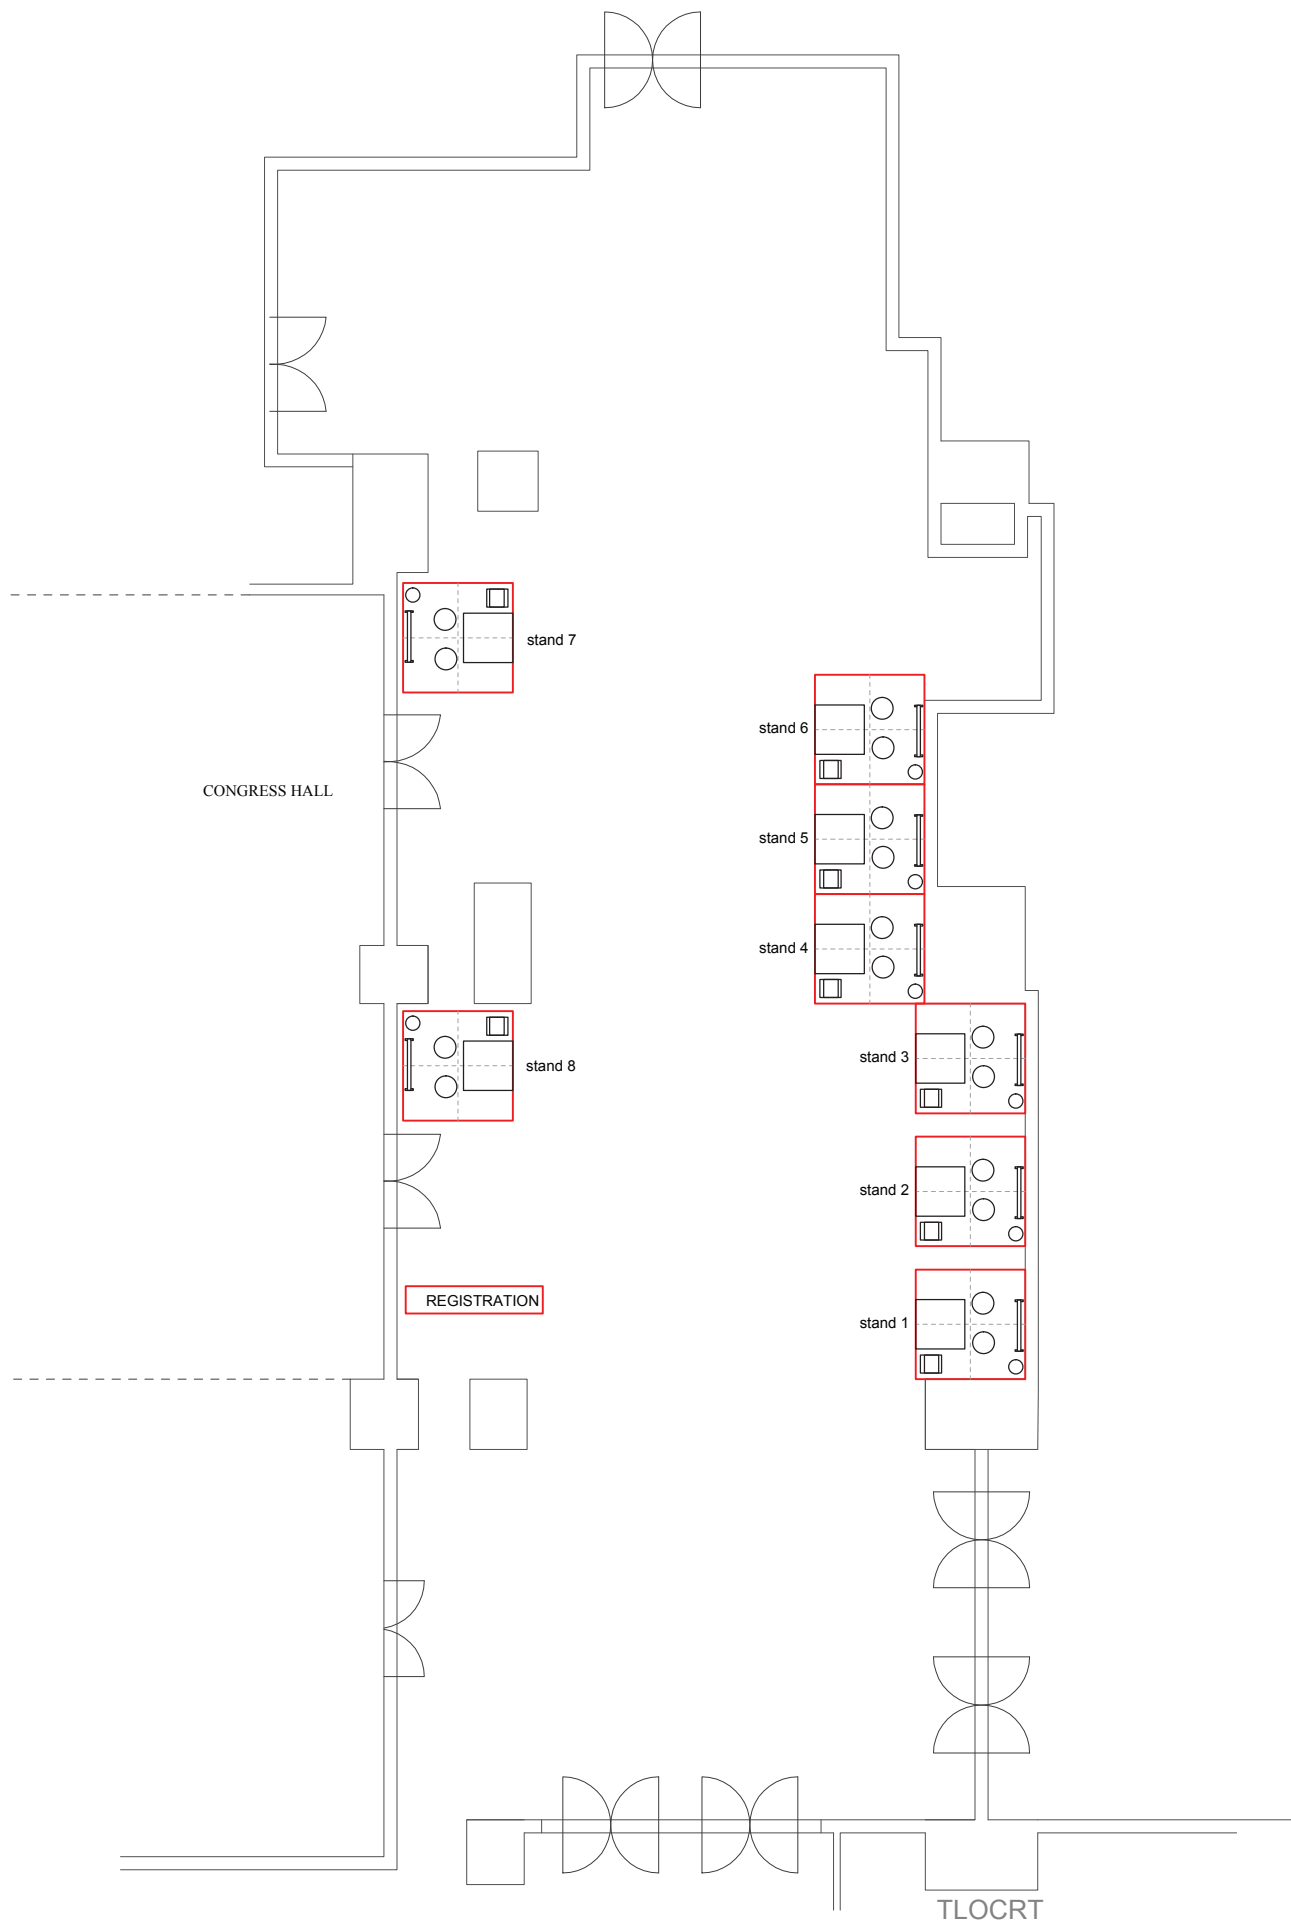 stand 7
stand 6
CONGRESS HALL
stand 5
stand 4
stand 3
stand 8
stand 2
REGISTRATION
stand 1
TLOCRT